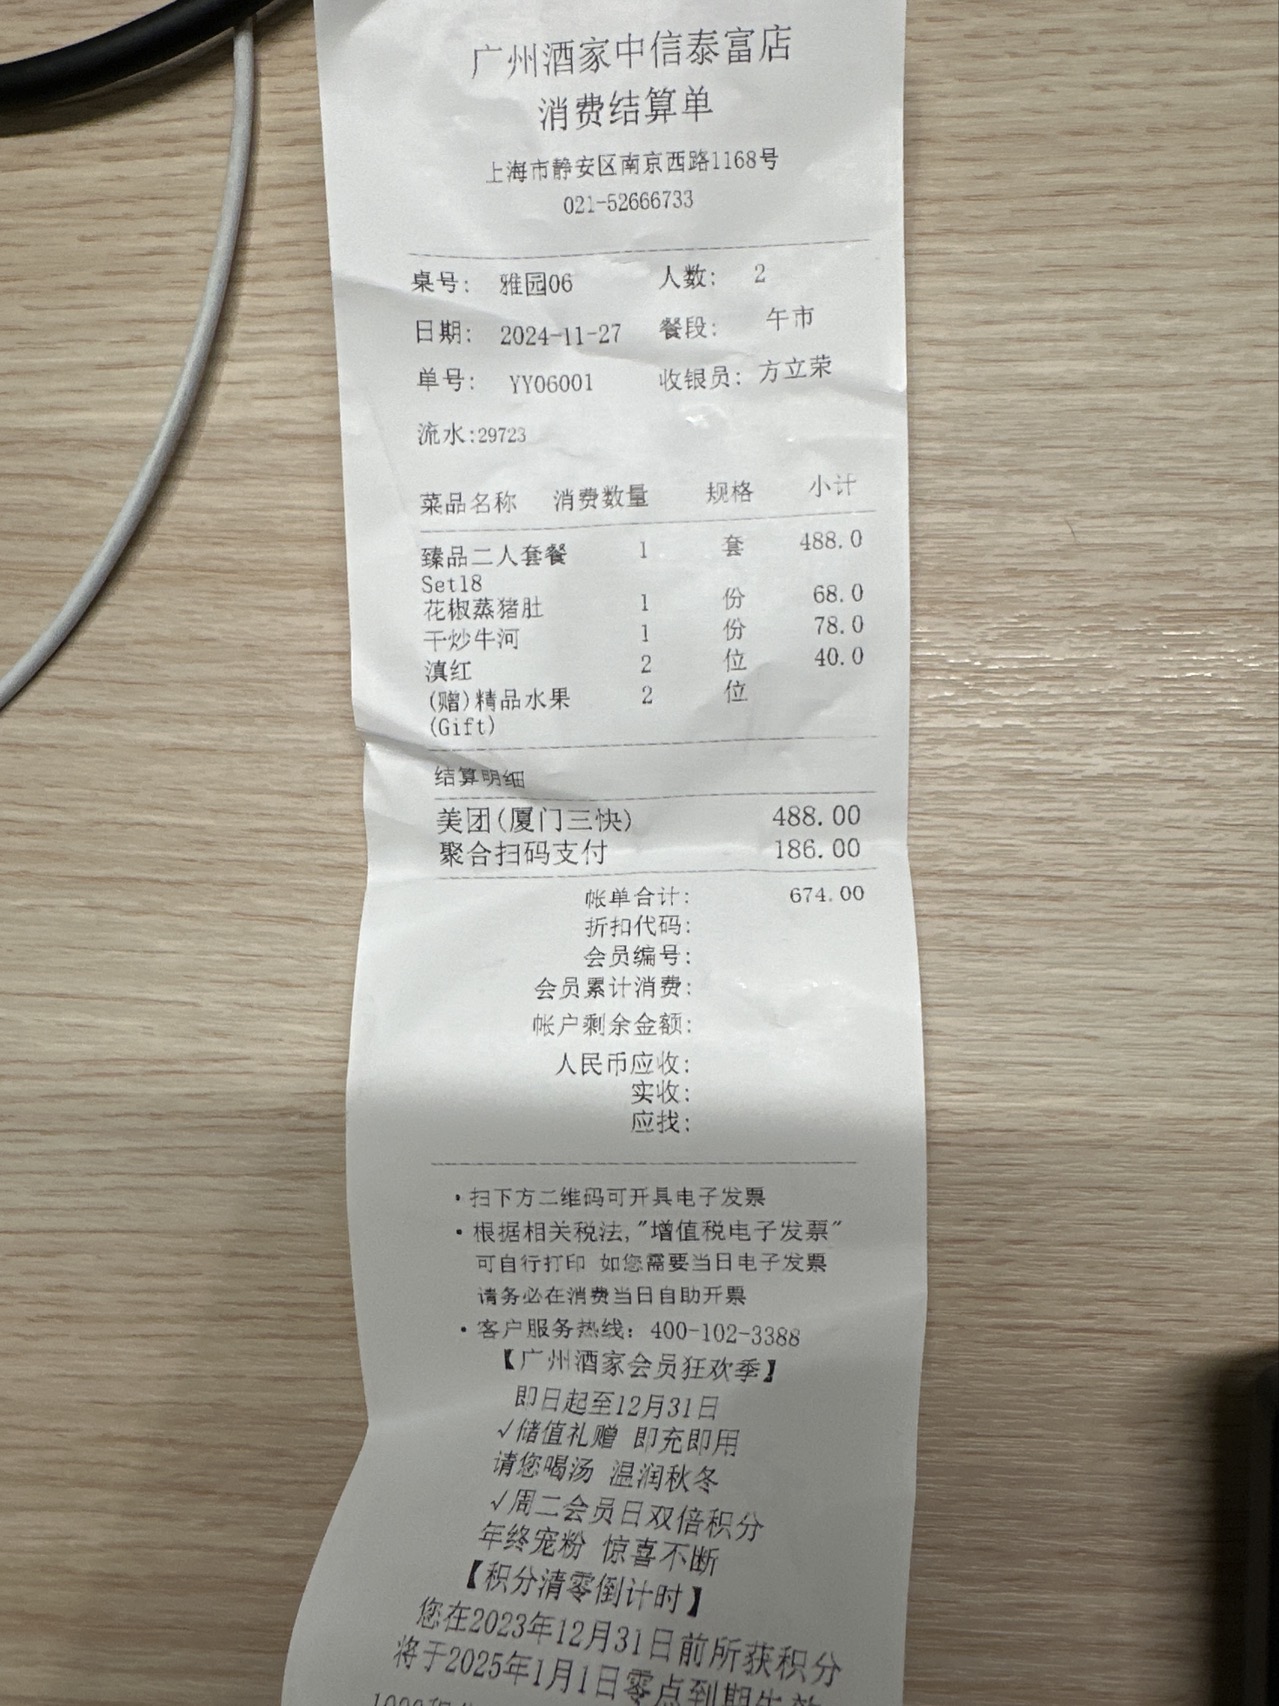 广州酒家中信泰富店
消费结算单
上海市静安区南京西路1168号
021-52666733
桌号: 雅园06 人数: 2
日期: 2024-11-27 餐段: 午市
单号: YY06001 收银员: 方立荣
流水:29723
菜品名称 消费数量 规格 小计
臻品二人套餐 1 套 488.0
Set18
花椒蒸猪肚 1 份 68.0
干炒牛河 1 份 78.0
滇红 2 位 40.0
(赠)精品水果 2 位
(Gift)
结算明细
美团(厦门三快) 488.00
聚合扫码支付 186.00
帐单合计: 674.00
折扣代码:
会员编号:
会员累计消费:
帐户剩余金额:
人民币应收:
实收:
应找:
·扫下方二维码可开具电子发票
·根据相关税法,"增值税电子发票"
可自行打印 如您需要当日电子发票
请务必在消费当日自助开票
·客户服务热线: 400-102-3388
【广州酒家会员狂欢季】
即日起至12月31日
√储值礼赠 即充即用
请您喝汤 温润秋冬
√周二会员日双倍积分
年终宠粉 惊喜不断
【积分清零倒计时】
您在2023年12月31日前所获积分
将于2025年1月1日零点到期失效